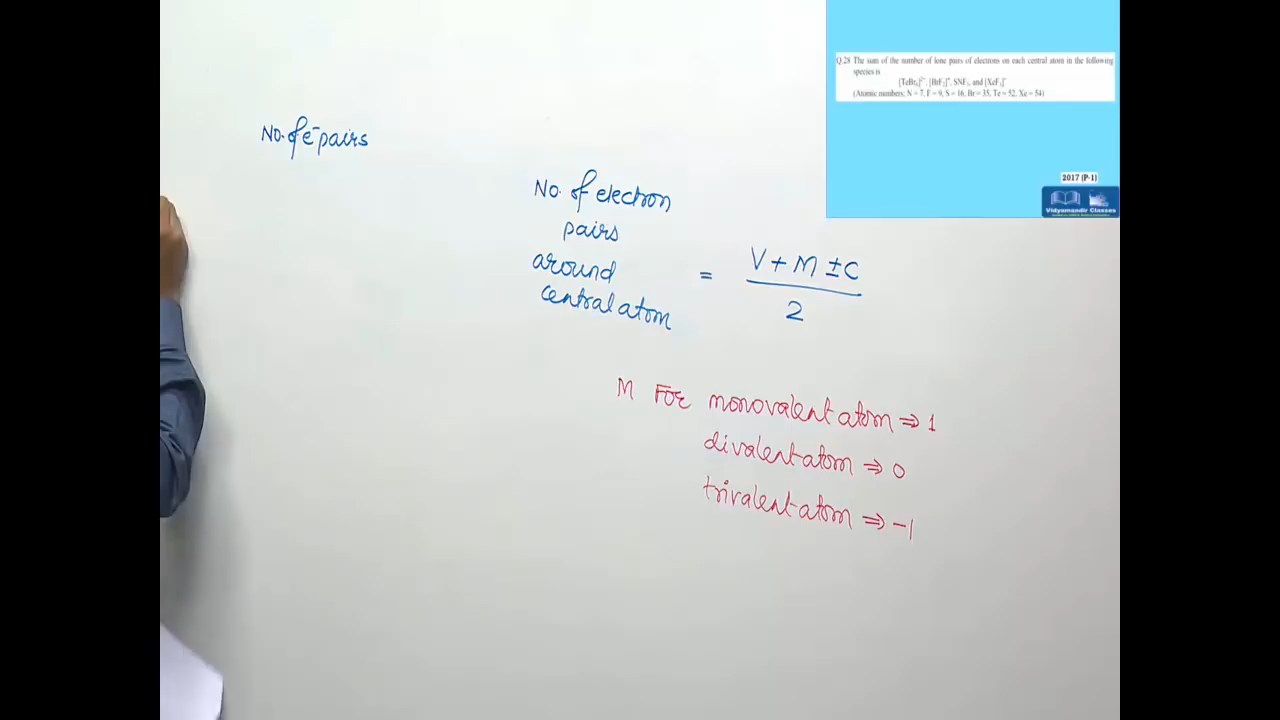 Q.28 The sum of the number of lone pairs of electrons on each central atom in the following
species is
[TeBr₆]²⁻, [BrF₂]⁺, SNF₃, and [XeF₃]⁻
(Atomic numbers: N = 7, F = 9, S = 16, Br = 35, Te = 52, Xe = 54)
2017 (P-1)
Vidyamandir Classes
No. of e⁻ pairs
No. of electron
pairs
around
central atom
= V + M ± C
2
M For monovalent atom ⇒ 1
divalent atom ⇒ 0
trivalent atom ⇒ -1